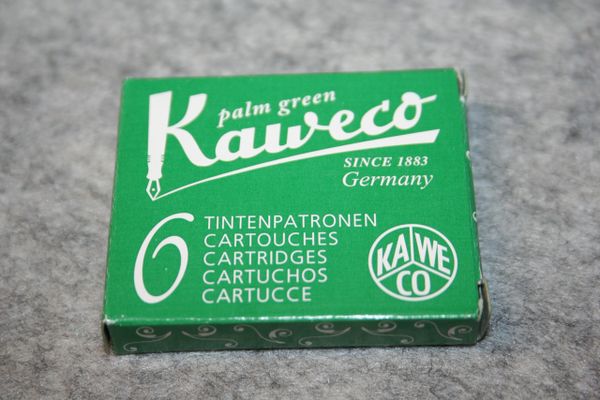 palm green
Kaweco
SINCE 1883
Germany
6
TINTENPATRONEN
CARTOUCHES
CARTRIDGES
CARTUCHOS
CARTUCCE
KA WE
CO